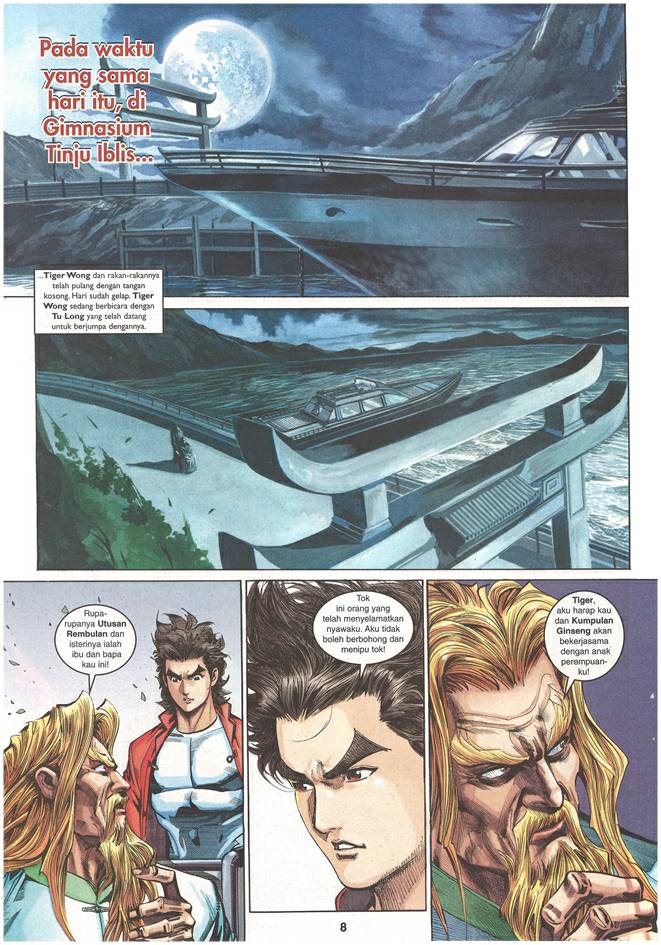 Pada waktu
yang sama
hari itu, di
Gimnasium
Tinju Iblis...
...Tiger Wong dan rakan-rakannya
telah pulang dengan tangan
kosong. Hari sudah gelap. Tiger
Wong sedang berbicara dengan
Tu Long yang telah datang
untuk berjumpa dengannya.
Rupa-
rupanya Utusan
Rembulan dan
isterinya ialah
ibu dan bapa
kau ini!
Tok
ini orang yang
telah menyelamatkan
nyawaku. Aku tidak
boleh berbohong dan
menipu tok!
Tiger,
aku harap kau
dan Kumpulan
Ginseng akan
bekerjasama
dengan anak
perempuan-
ku!
8